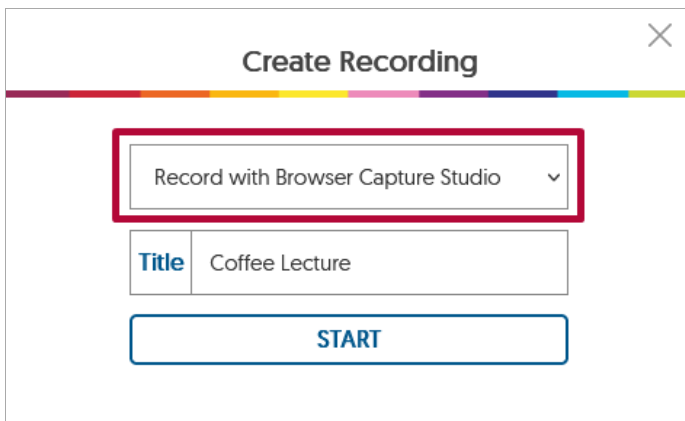 Create Recording
Record with Browser Capture Studio
Title Coffee Lecture
START